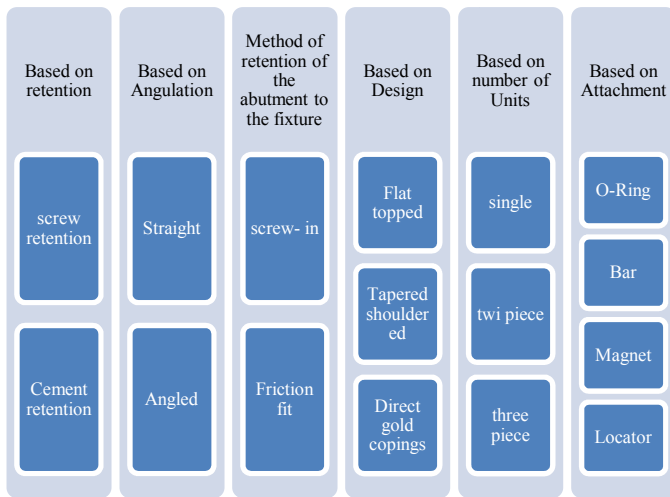 Based on
retention
screw
retention
Cement
retention
Based on
Angulation
Straight
Angled
Method of
retention of
the
abutment to
the fixture
screw- in
Friction
fit
Based on
Design
Flat
topped
Tapered
shoulder
ed
Direct
gold
copings
Based on
number of
Units
single
twi piece
three
piece
Based on
Attachment
O-Ring
Bar
Magnet
Locator